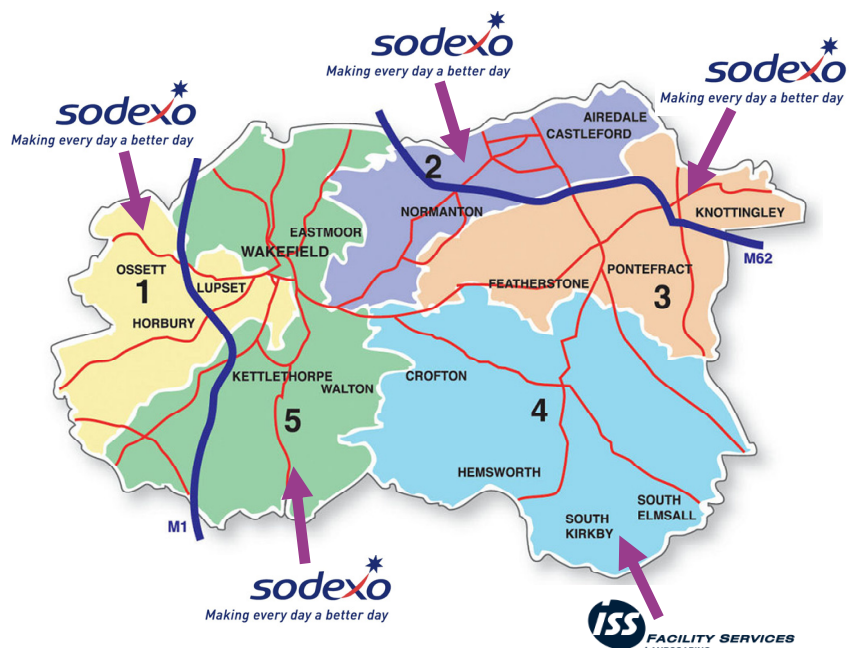 sodexo
Making every day a better day
sodexo
Making every day a better day
sodexo
Making every day a better day
AIREDALE
CASTLEFORD
2
NORMANTON
KNOTTINGLEY
EASTMOOR
WAKEFIELD
M62
OSSETT
LUPSET
1
HORBURY
FEATHERSTONE
PONTEFRACT
3
KETTLETHORPE
WALTON
CROFTON
5
4
HEMSWORTH
SOUTH
ELMSALL
SOUTH
KIRKBY
M1
sodexo
Making every day a better day
ISS
FACILITY SERVICES